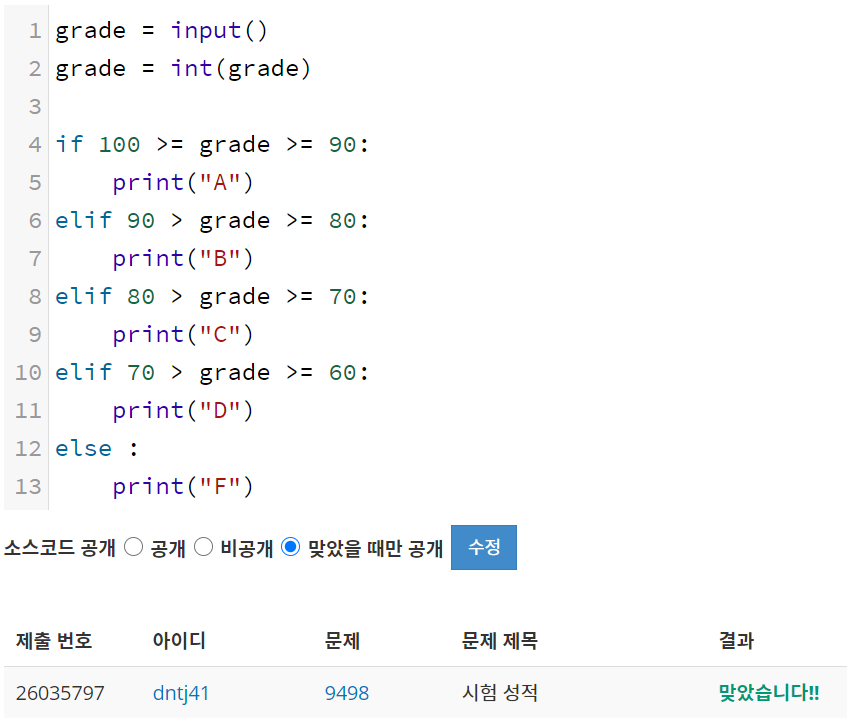 1 grade = input()
2 grade = int(grade)
3
4 if 100 >= grade >= 90:
5     print("A")
6 elif 90 > grade >= 80:
7     print("B")
8 elif 80 > grade >= 70:
9     print("C")
10 elif 70 > grade >= 60:
11     print("D")
12 else :
13     print("F")
소스코드 공개 공개 비공개 맞았을 때만 공개 수정
제출 번호 아이디 문제 문제 제목 결과
26035797 dntj41 9498 시험 성적 맞았습니다!!